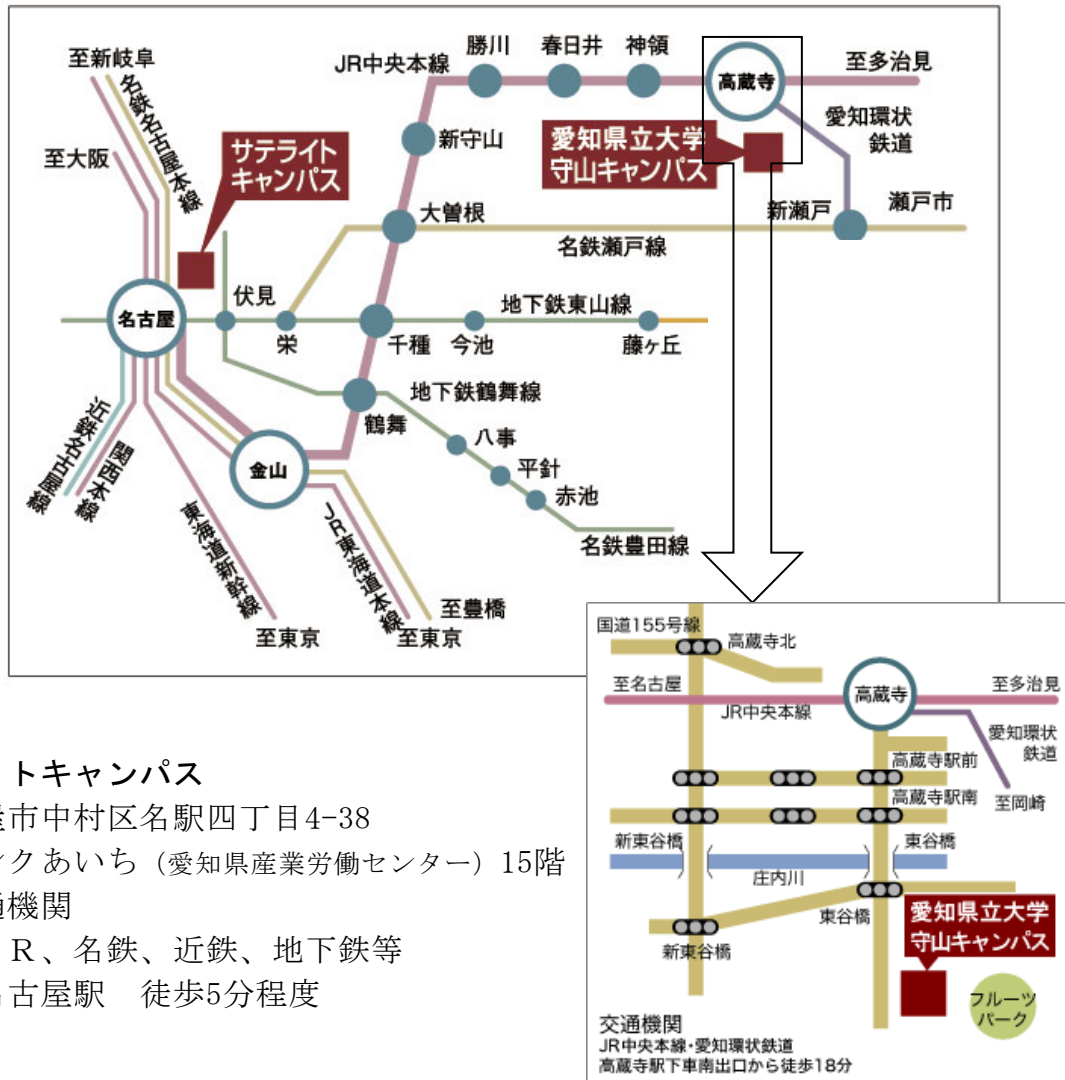 至新岐阜
名鉄名古屋本線
至大阪
サテライト
キャンパス
JR中央本線
勝川
春日井
神領
高蔵寺
至多治見
愛知環状
鉄道
新守山
愛知県立大学
守山キャンパス
大曽根
新瀬戸
瀬戸市
名鉄瀬戸線
名古屋
伏見
栄
千種
今池
地下鉄東山線
藤ヶ丘
地下鉄鶴舞線
鶴舞
八事
平針
赤池
名鉄豊田線
金山
近鉄名古屋線
関西本線
東海道新幹線
JR東海道本線
至豊橋
至東京
至東京
国道155号線
高蔵寺北
至名古屋
JR中央本線
高蔵寺
至多治見
愛知環状
鉄道
至岡崎
高蔵寺駅前
高蔵寺駅南
新東谷橋
東谷橋
庄内川
東谷橋
新東谷橋
愛知県立大学
守山キャンパス
フルーツ
パーク
交通機関
JR中央本線・愛知環状鉄道
高蔵寺駅下車南出口から徒歩18分
トキャンパス
市中村区名駅四丁目4-38
クあいち（愛知県産業労働センター）15階
機関
Ｒ、名鉄、近鉄、地下鉄等
古屋駅　徒歩5分程度